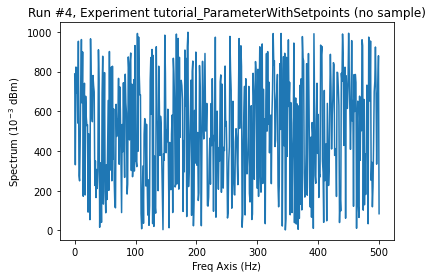 Run #4, Experiment tutorial_ParameterWithSetpoints (no sample)
1000
800
600
400
200
0
Spectrum (10⁻³ dBm)
0 100 200 300 400 500
Freq Axis (Hz)